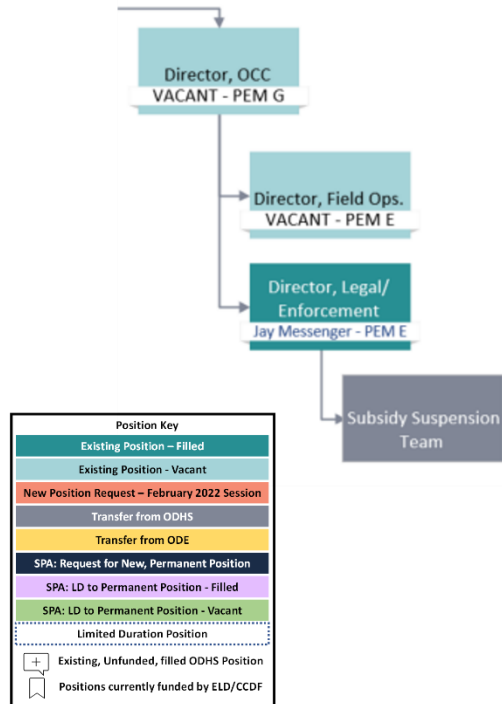 Director, OCC
VACANT - PEM G
Director, Field Ops.
VACANT - PEM E
Director, Legal/
Enforcement
Jay Messenger - PEM E
Subsidy Suspension
Team
Position Key
Existing Position – Filled
Existing Position - Vacant
New Position Request – February 2022 Session
Transfer from ODHS
Transfer from ODE
SPA: Request for New, Permanent Position
SPA: LD to Permanent Position - Filled
SPA: LD to Permanent Position - Vacant
Limited Duration Position
Existing, Unfunded, filled ODHS Position
Positions currently funded by ELD/CCDF